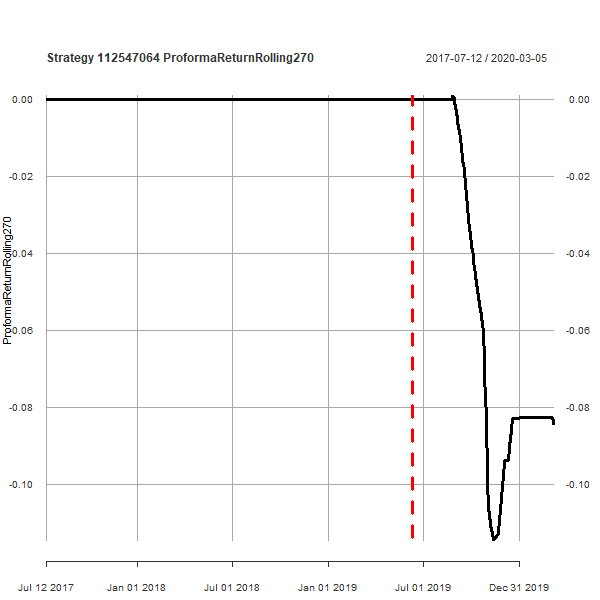 Strategy 112547064 ProformaReturnRolling270
2017-07-12 / 2020-03-05
ProformaReturnRolling270
0.00
-0.02
-0.04
-0.06
-0.08
-0.10
0.00
-0.02
-0.04
-0.06
-0.08
-0.10
Jul 12 2017
Jan 01 2018
Jul 01 2018
Jan 01 2019
Jul 01 2019
Dec 31 2019